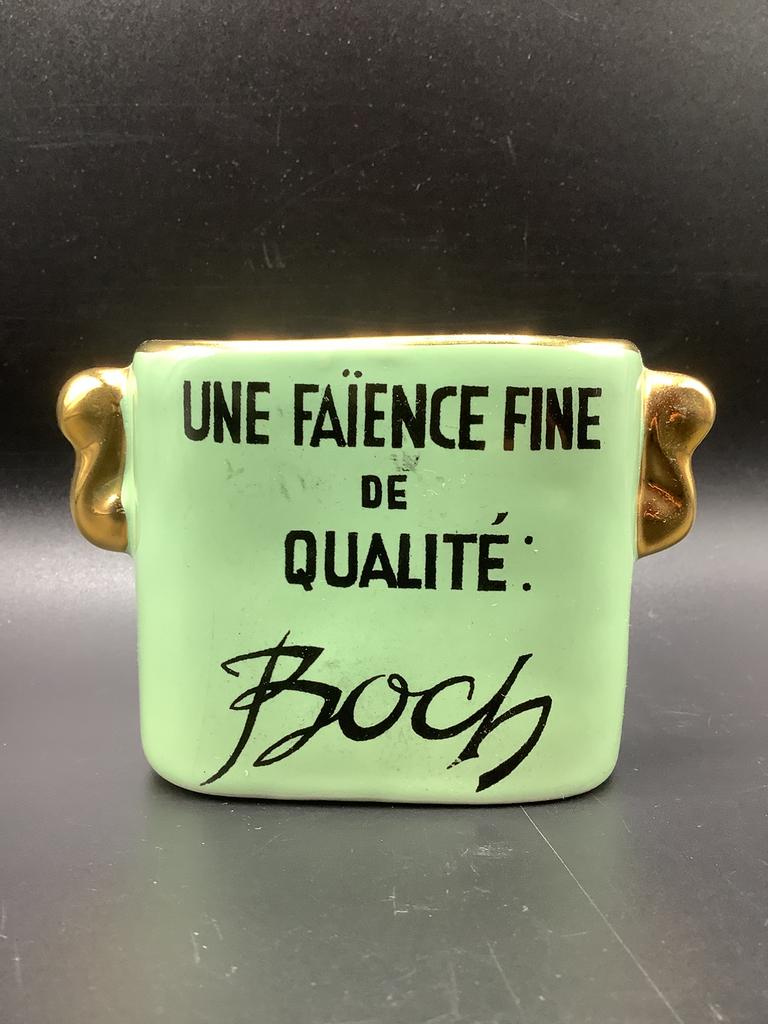 UNE FAÏENCE FINE
DE
QUALITÉ:
Boch